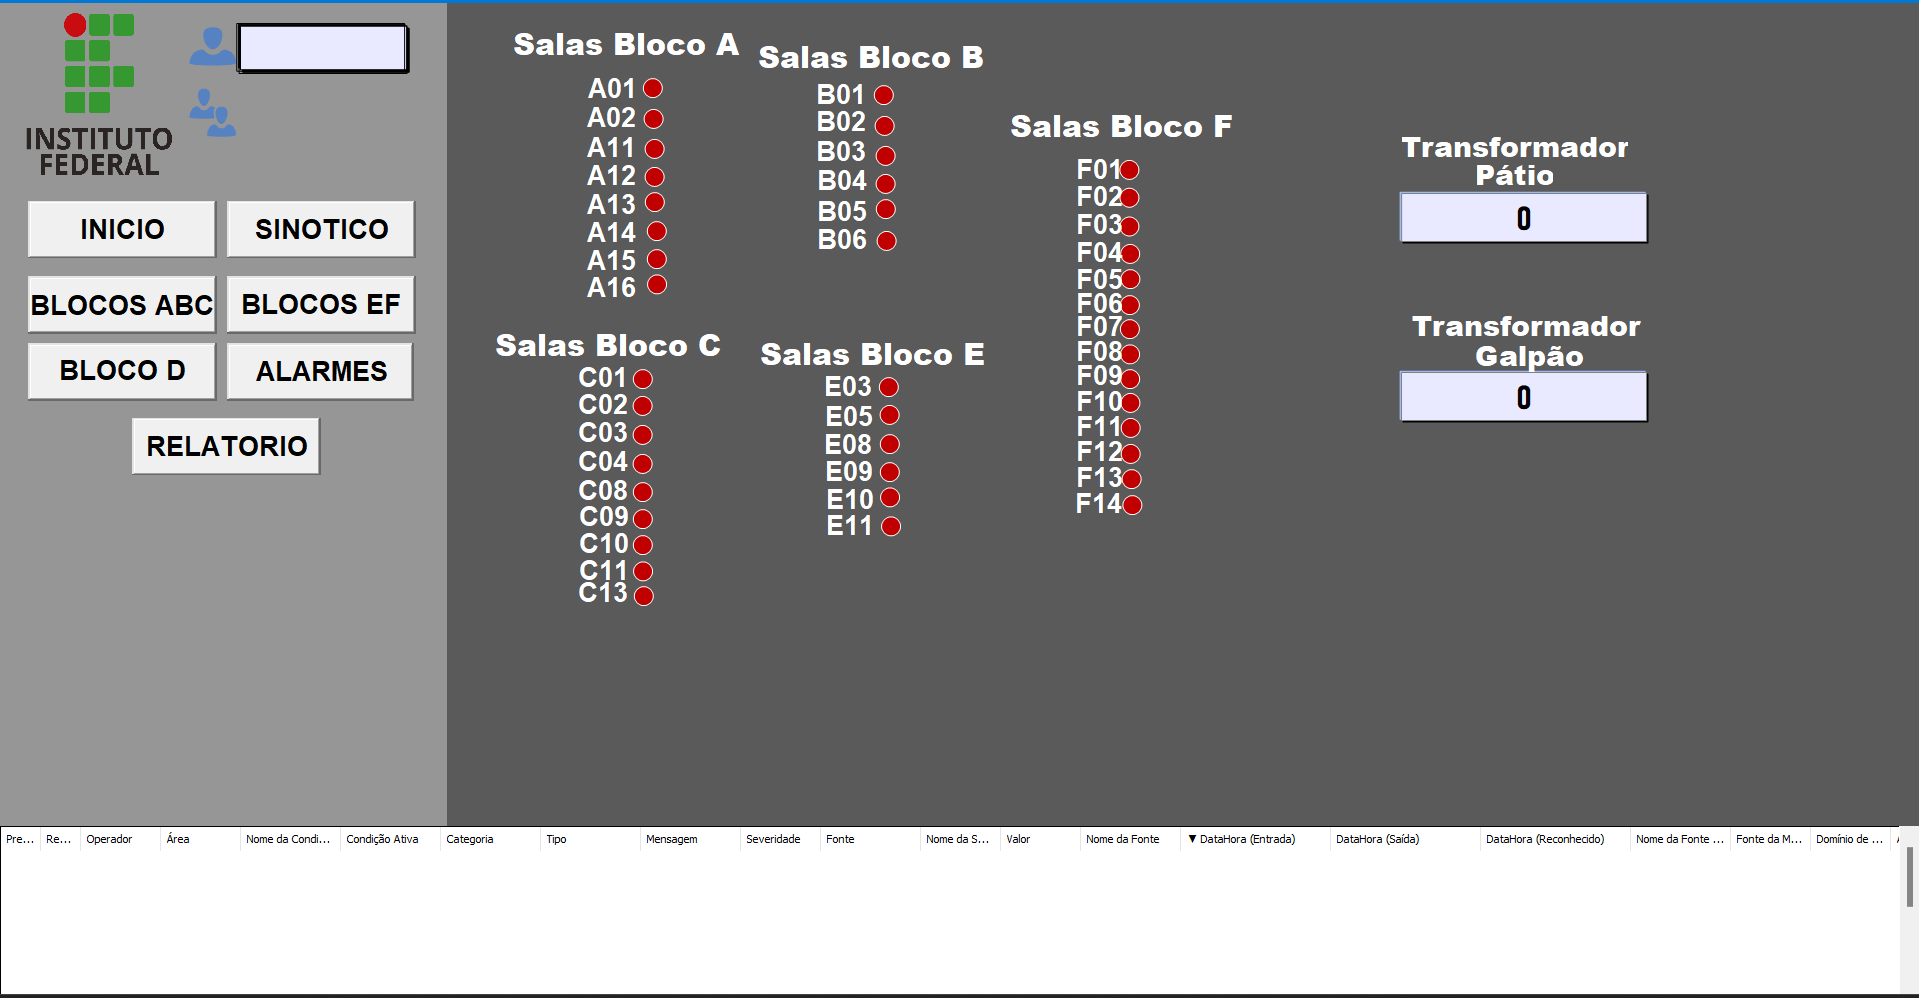 INSTITUTO
FEDERAL
INICIO
SINOTICO
BLOCOS ABC
BLOCOS EF
BLOCO D
ALARMES
RELATORIO
Salas Bloco A
A01
A02
A11
A12
A13
A14
A15
A16
Salas Bloco B
B01
B02
B03
B04
B05
B06
Salas Bloco C
C01
C02
C03
C04
C08
C09
C10
C11
C13
Salas Bloco E
E03
E05
E08
E09
E10
E11
Salas Bloco F
F01
F02
F03
F04
F05
F06
F07
F08
F09
F10
F11
F12
F13
F14
Transformador
Pátio
0
Transformador
Galpão
0
Pre... Re... Operador Área Nome da Condi... Condição Ativa Categoria Tipo Mensagem Severidade Fonte Nome da S... Valor Nome da Fonte ▼ DataHora (Entrada) DataHora (Saída) DataHora (Reconhecido) Nome da Fonte ... Fonte da M... Domínio de ...